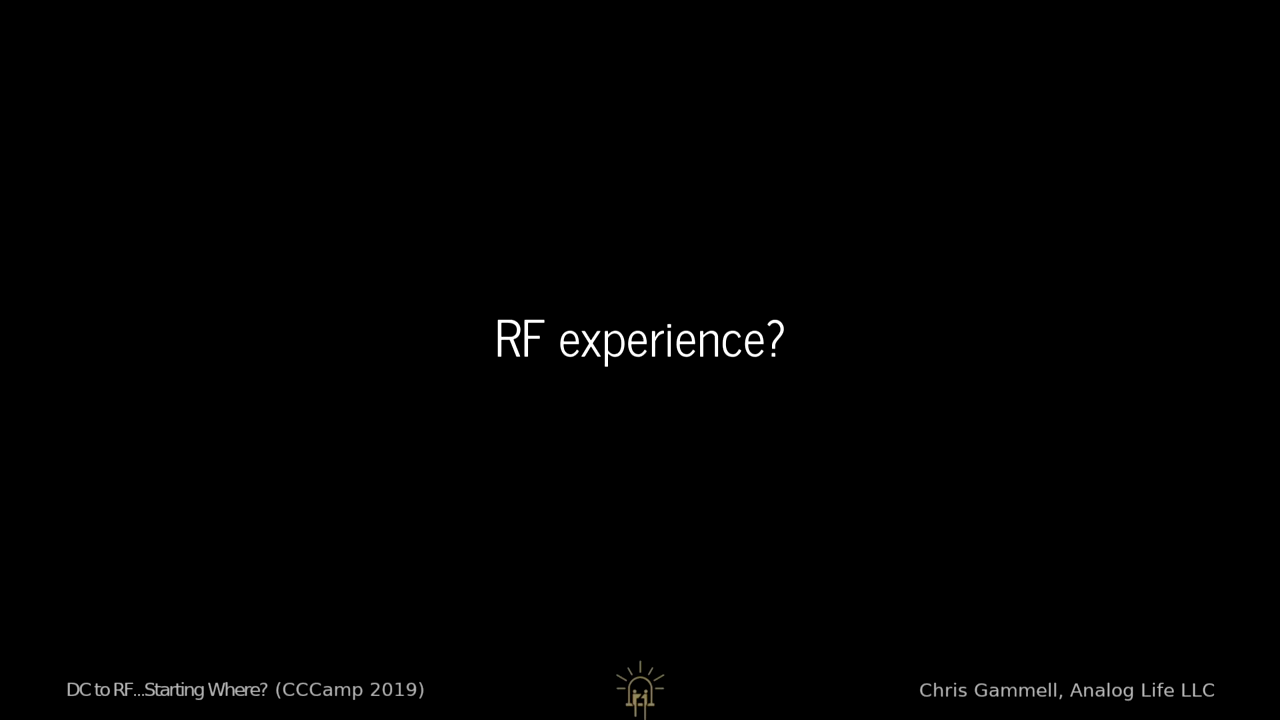 RF experience?
DC to RF...Starting Where? (CCCamp 2019)
Chris Gammell, Analog Life LLC